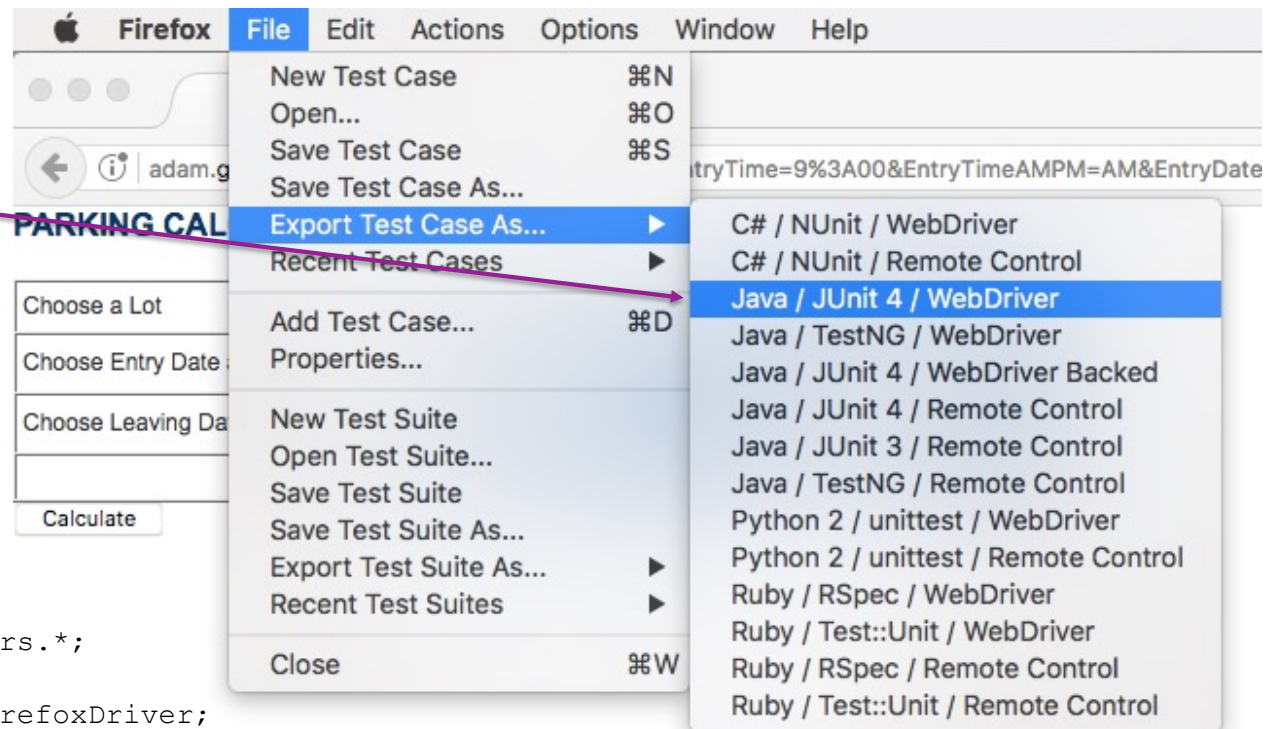 Firefox File Edit Actions Options Window Help
New Test Case ⌘N
Open... ⌘O
Save Test Case ⌘S
Save Test Case As...
Export Test Case As... ▶
Recent Test Cases ▶
Add Test Case... ⌘D
Properties...
New Test Suite
Open Test Suite...
Save Test Suite
Save Test Suite As...
Export Test Suite As... ▶
Recent Test Suites ▶
Close ⌘W
C# / NUnit / WebDriver
C# / NUnit / Remote Control
Java / JUnit 4 / WebDriver
Java / TestNG / WebDriver
Java / JUnit 4 / WebDriver Backed
Java / JUnit 4 / Remote Control
Java / JUnit 3 / Remote Control
Java / TestNG / Remote Control
Python 2 / unittest / WebDriver
Python 2 / unittest / Remote Control
Ruby / RSpec / WebDriver
Ruby / Test::Unit / WebDriver
Ruby / RSpec / Remote Control
Ruby / Test::Unit / Remote Control
adam.g
tryTime=9%3A00&EntryTimeAMPM=AM&EntryDate
PARKING CAL
Choose a Lot
Choose Entry Date
Choose Leaving Da
Calculate
rs.*;
refoxDriver;